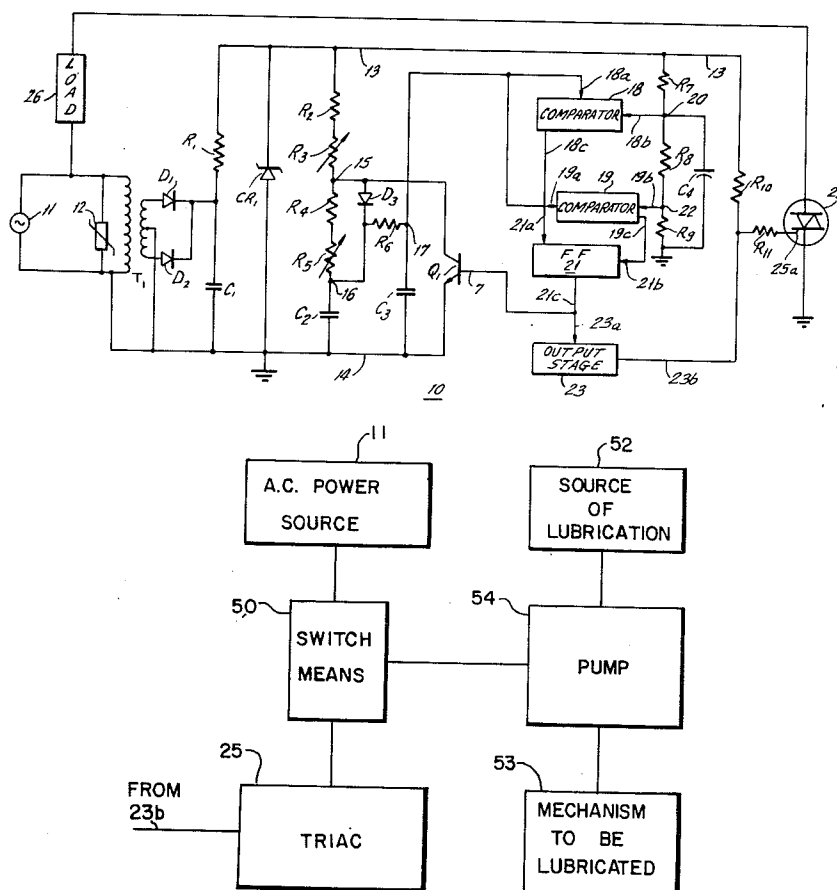 LOAD
26
11
12
T1
D1
D2
R1
C1
CR1
13
R2
R3
15
R4
R5
D3
R6
16
17
C2
C3
Q1
7
14
10
18a
18
COMPARATOR
18b
18c
20
R7
R8
C4
13
19a
19
COMPARATOR
19b
22
19c
R9
21a
F F
21
21b
21c
23a
OUTPUT
STAGE
23
23b
R10
R11
25a
11
A.C. POWER
SOURCE
52
SOURCE
OF
LUBRICATION
50
SWITCH
MEANS
54
PUMP
25
TRIAC
FROM
23b
53
MECHANISM
TO BE
LUBRICATED